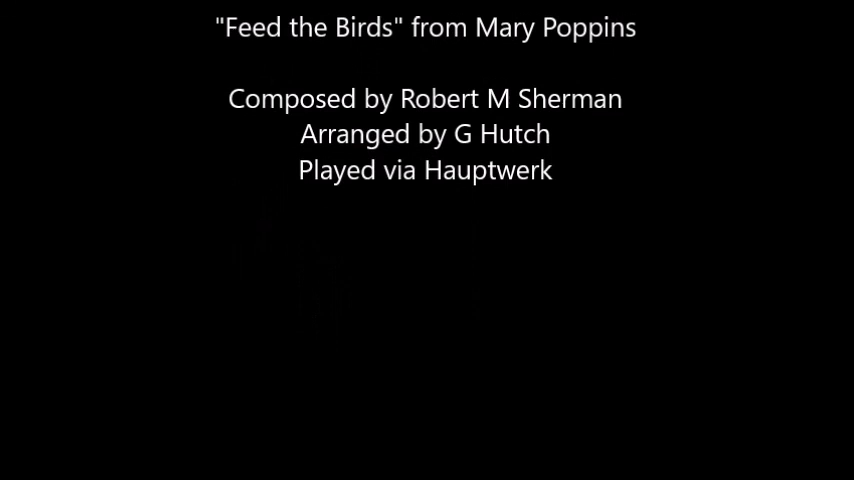 "Feed the Birds" from Mary Poppins
Composed by Robert M Sherman
Arranged by G Hutch
Played via Hauptwerk